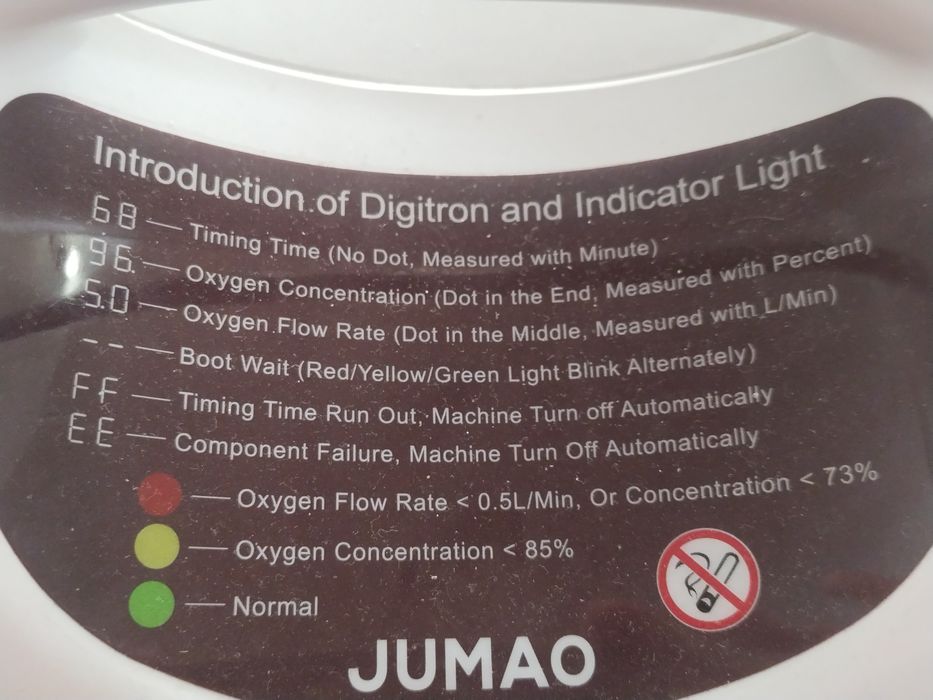 Introduction of Digitron and Indicator Light
68 — Timing Time (No Dot, Measured with Minute)
96. — Oxygen Concentration (Dot in the End, Measured with Percent)
5.0 — Oxygen Flow Rate (Dot in the Middle, Measured with L/Min)
-- — Boot Wait (Red/Yellow/Green Light Blink Alternately)
FF — Timing Time Run Out, Machine Turn off Automatically
EE — Component Failure, Machine Turn Off Automatically
— Oxygen Flow Rate < 0.5L/Min, Or Concentration < 73%
— Oxygen Concentration < 85%
— Normal
JUMAO